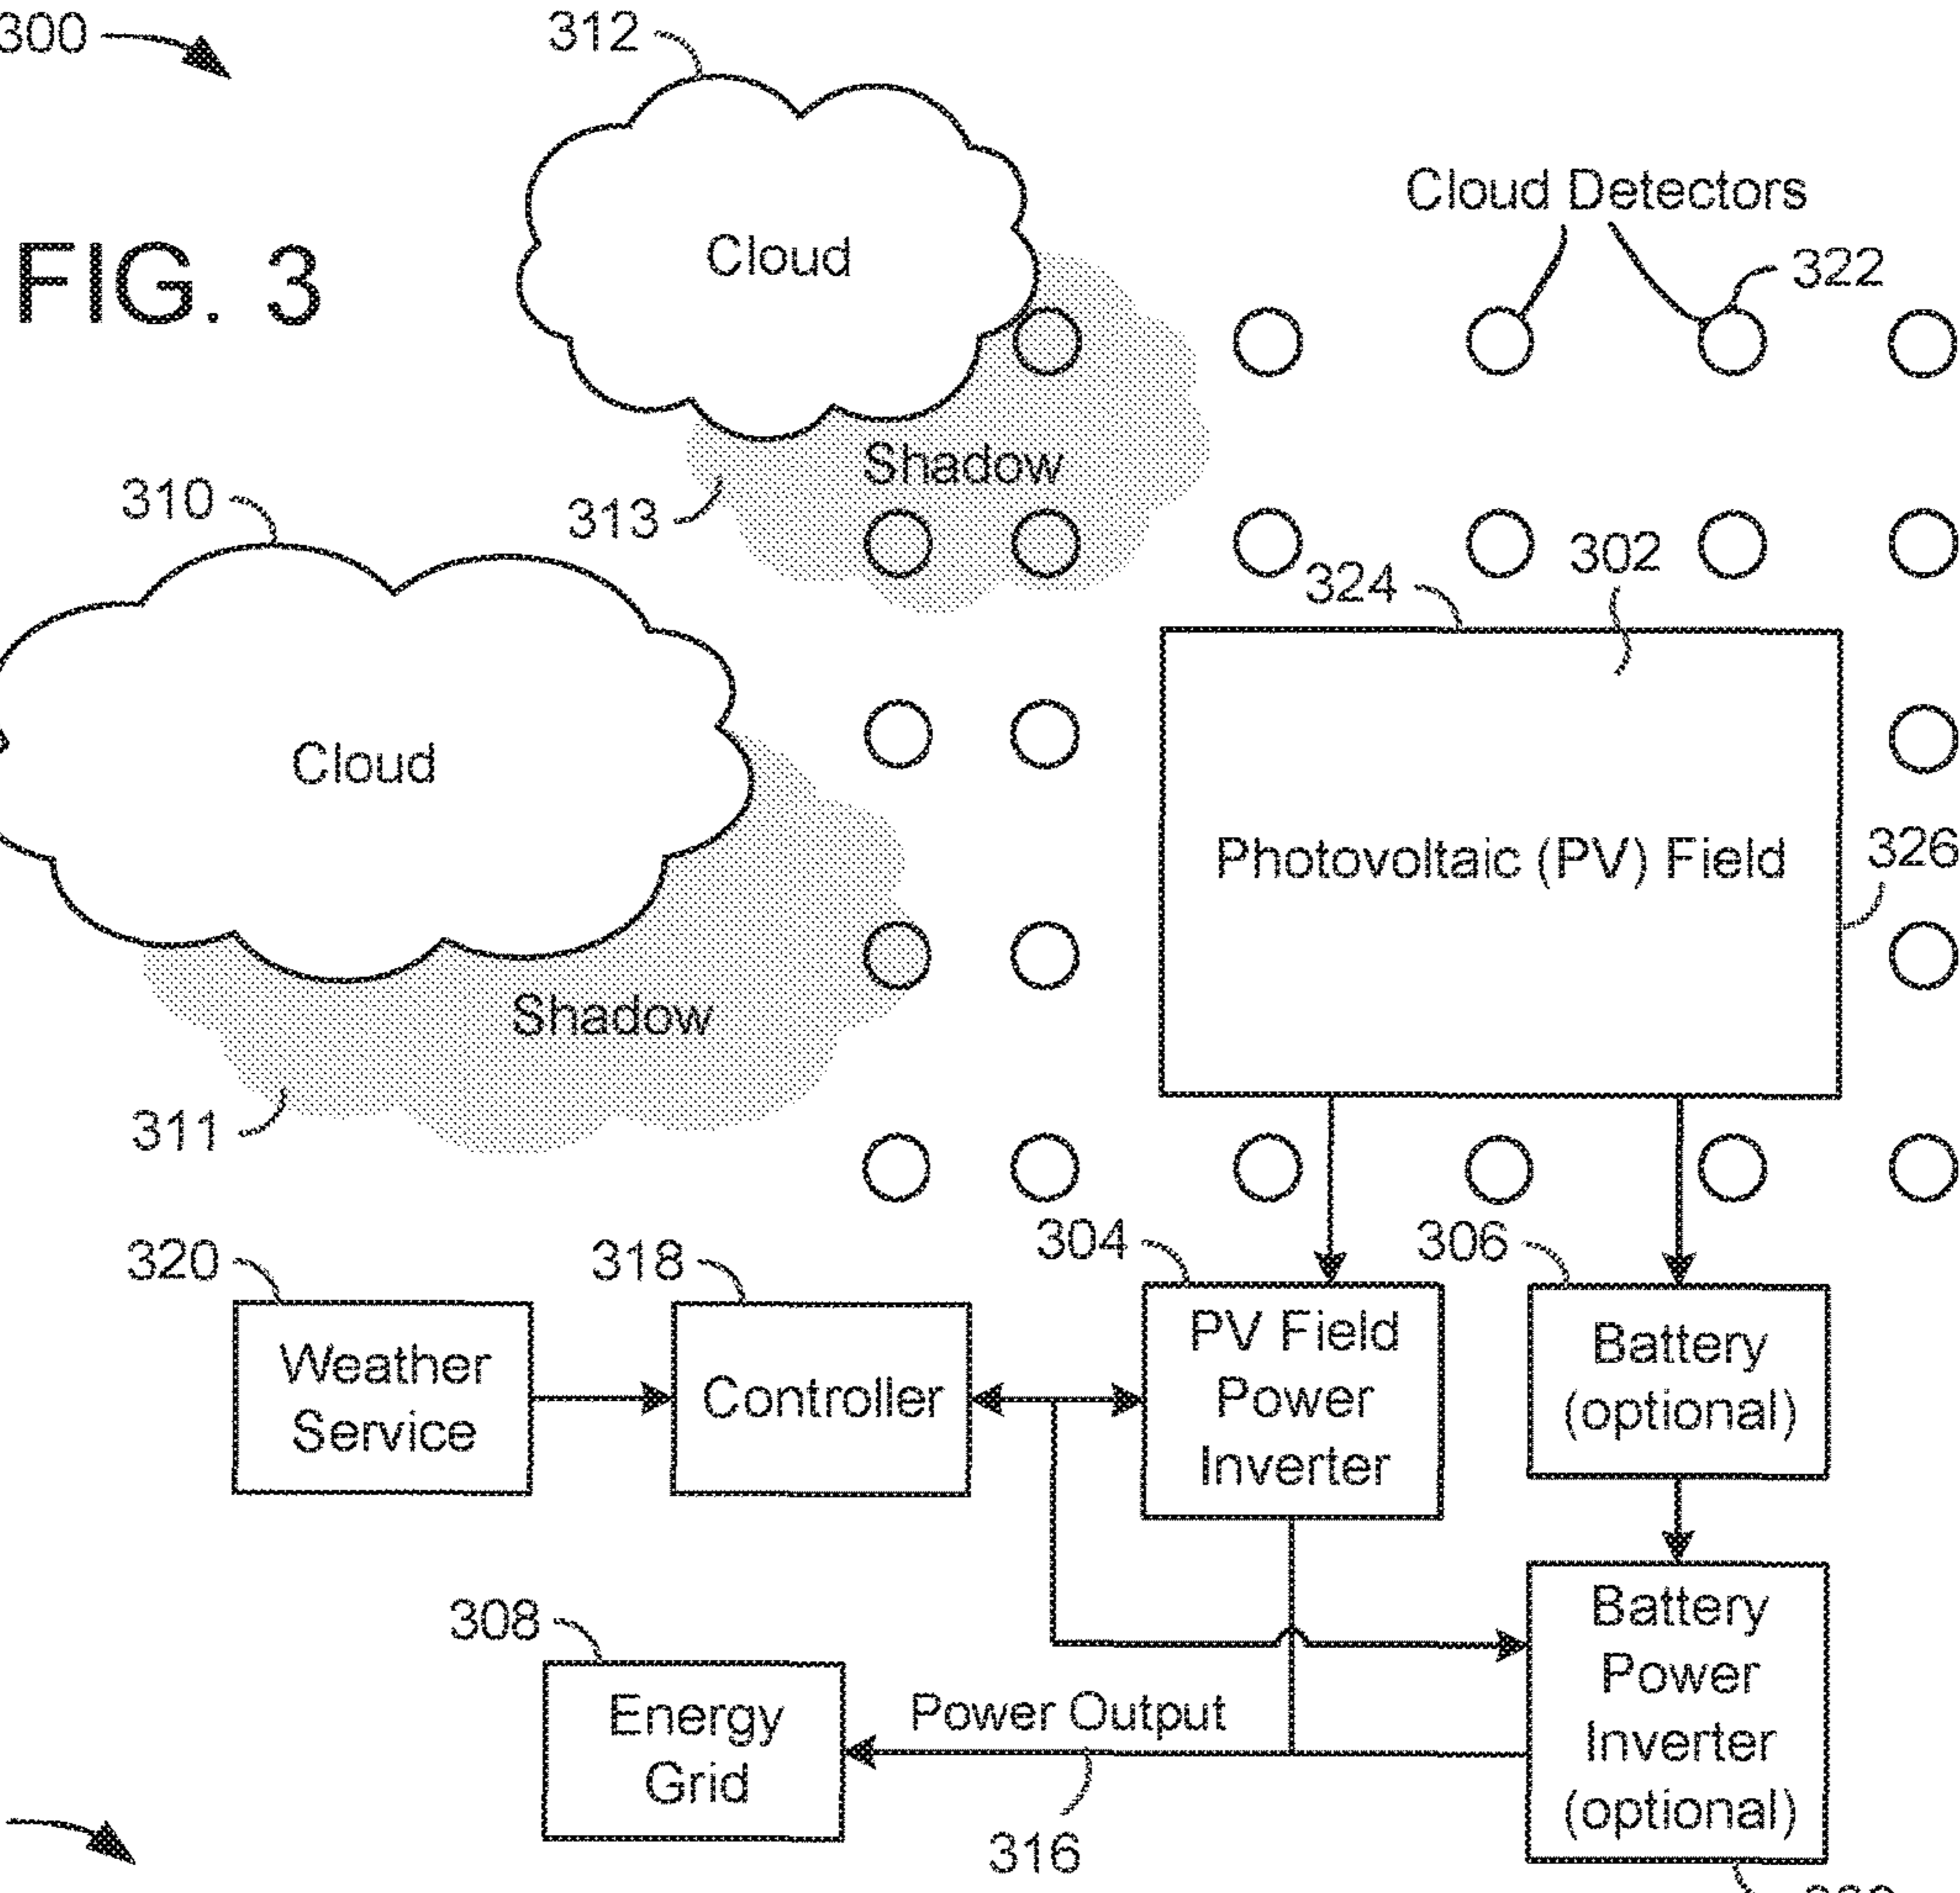 300
312
Cloud Detectors
FIG. 3
Cloud
322
Shadow
310
313
302
324
Cloud
Photovoltaic (PV) Field
326
Shadow
311
304
306
320
318
Weather
Service
Controller
PV Field
Power
Inverter
Battery
(optional)
308
Energy
Grid
Power Output
316
Battery
Power
Inverter
(optional)